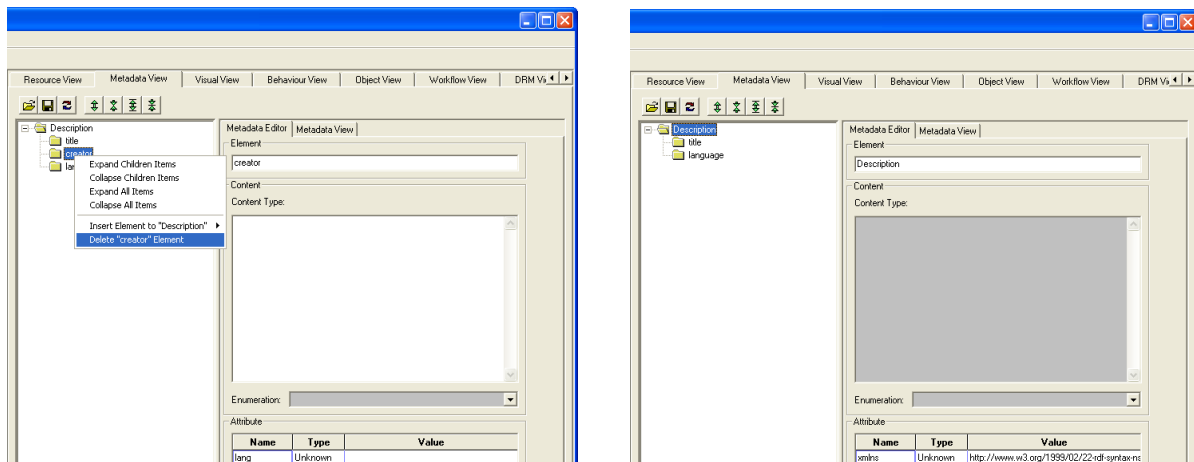 Resource View Metadata View Visual View Behaviour View Object View Workflow View DRM
Description
title
creator
Expand Children Items
Collapse Children Items
Expand All Items
Collapse All Items
Insert Element to "Description"
Delete "creator" Element
Metadata Editor Metadata View
Element
creator
Content
Content Type:
Enumeration:
Attribute
Name Type Value
lang Unknown
Resource View Metadata View Visual View Behaviour View Object View Workflow View DRM
Description
title
language
Metadata Editor Metadata View
Element
Description
Content
Content Type:
Enumeration:
Attribute
Name Type Value
xmlns Unknown http://www.w3.org/1999/02/22-rdf-syntax-ns